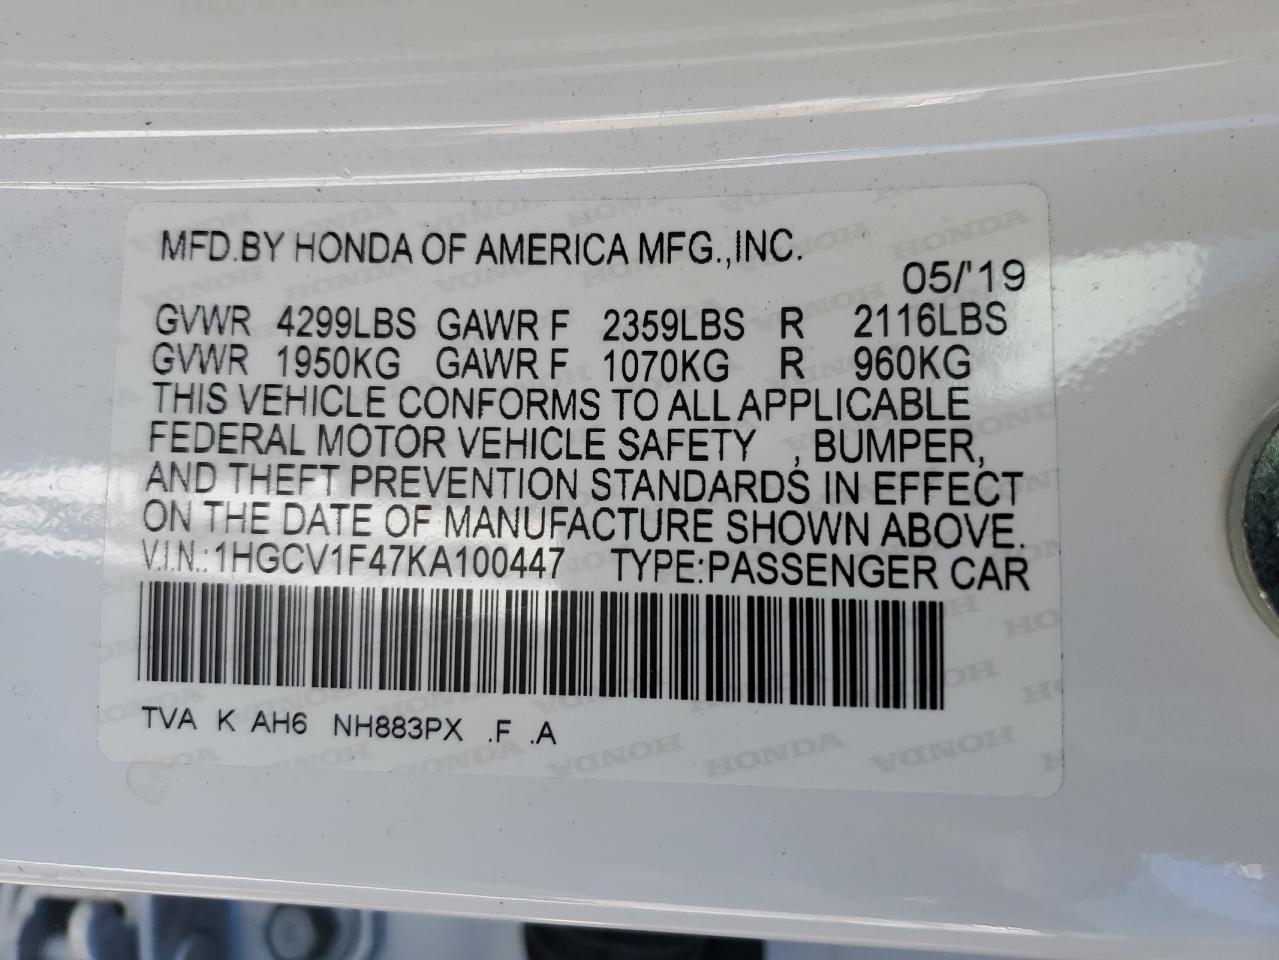 MFD.BY HONDA OF AMERICA MFG.,INC.
05/'19
GVWR 4299LBS GAWR F 2359LBS R 2116LBS
GVWR 1950KG GAWR F 1070KG R 960KG
THIS VEHICLE CONFORMS TO ALL APPLICABLE
FEDERAL MOTOR VEHICLE SAFETY , BUMPER,
AND THEFT PREVENTION STANDARDS IN EFFECT
ON THE DATE OF MANUFACTURE SHOWN ABOVE.
V.I.N.:1HGCV1F47KA100447 TYPE:PASSENGER CAR
TVA K AH6 NH883PX .F .A